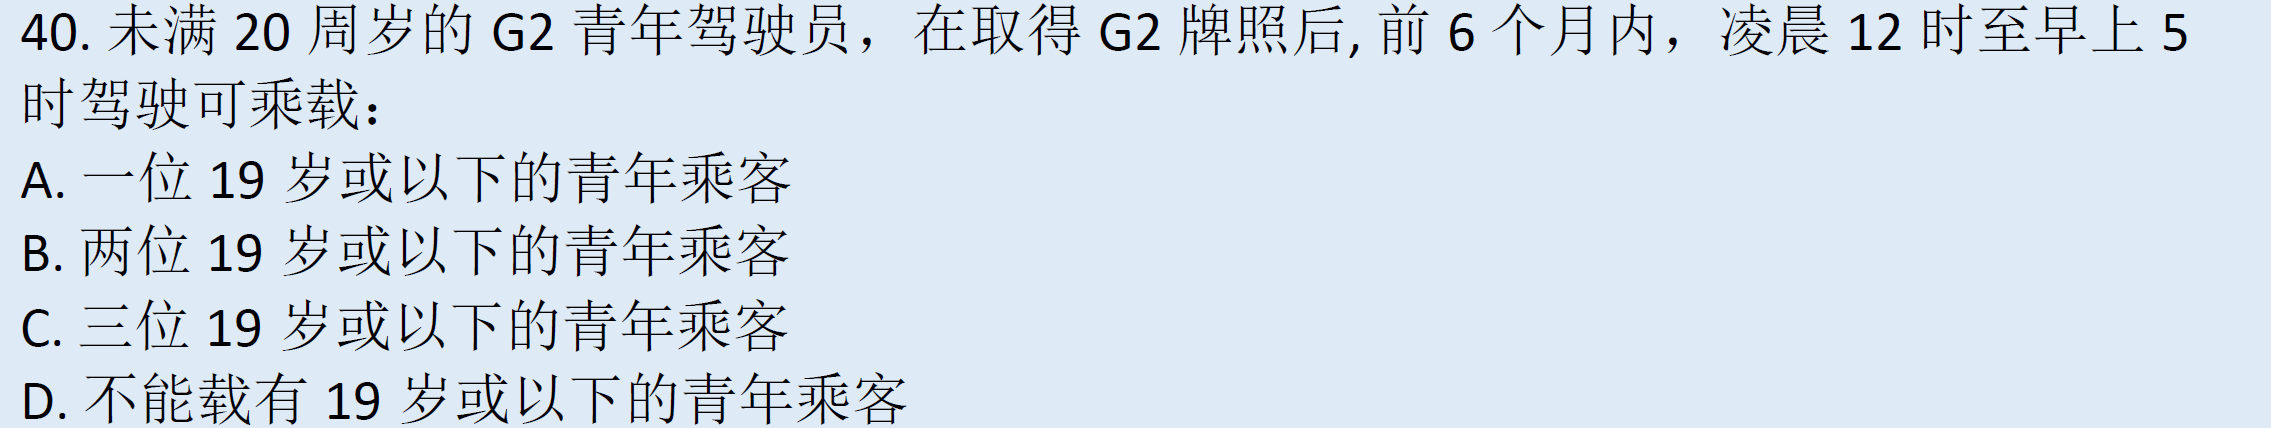 40. 未满 20 周岁的 G2 青年驾驶员，在取得 G2 牌照后, 前 6 个月内，凌晨 12 时至早上 5
时驾驶可乘载：
A. 一位 19 岁或以下的青年乘客
B. 两位 19 岁或以下的青年乘客
C. 三位 19 岁或以下的青年乘客
D. 不能载有 19 岁或以下的青年乘客